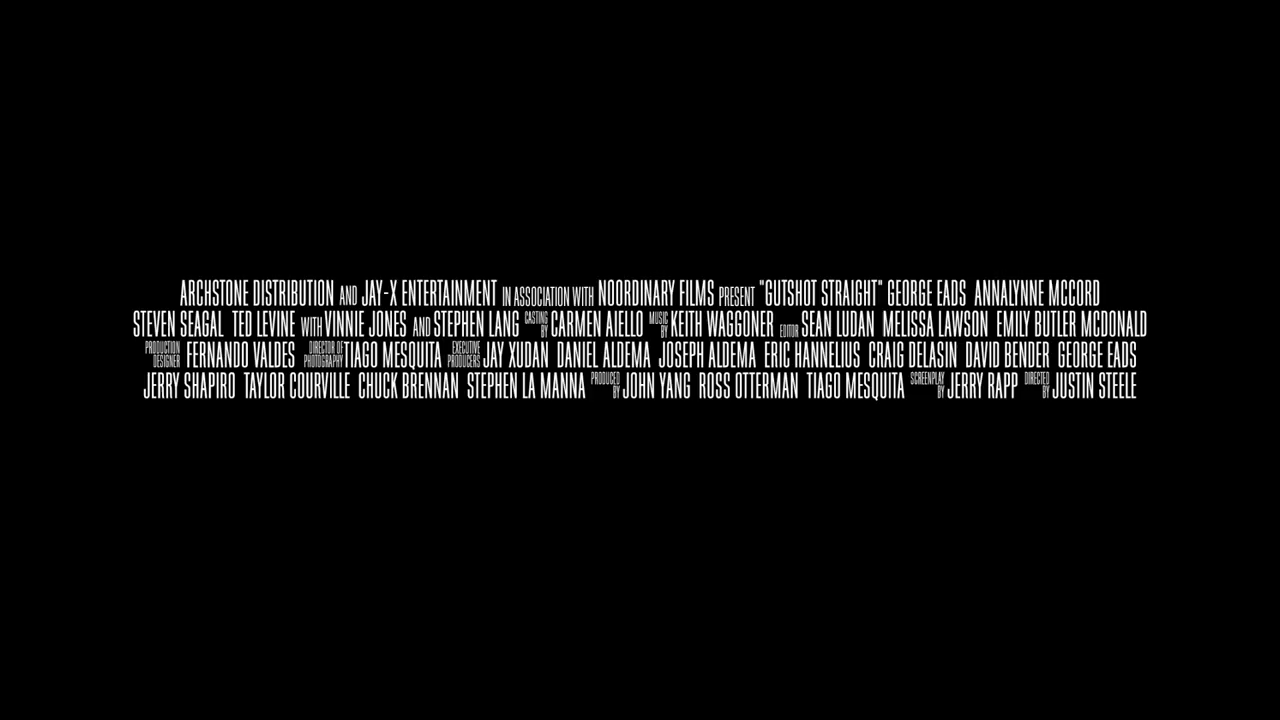 ARCHSTONE DISTRIBUTION AND JAY-X ENTERTAINMENT IN ASSOCIATION WITH NOORDINARY FILMS PRESENT "GUTSHOT STRAIGHT" GEORGE EADS ANNALYNNE MCCORD
STEVEN SEAGAL TED LEVINE WITH VINNIE JONES AND STEPHEN LANG CASTING BY CARMEN AIELLO MUSIC BY KEITH WAGGONER EDITOR SEAN LUDAN MELISSA LAWSON EMILY BUTLER MCDONALD
PRODUCTION DESIGNER FERNANDO VALDES DIRECTOR OF PHOTOGRAPHY TIAGO MESQUITA EXECUTIVE PRODUCERS JAY XUDAN DANIEL ALDEMA JOSEPH ALDEMA ERIC HANNELIUS CRAIG DELASIN DAVID BENDER GEORGE EADS
JERRY SHAPIRO TAYLOR COURVILLE CHUCK BRENNAN STEPHEN LA MANNA PRODUCED BY JOHN YANG ROSS OTTERMAN TIAGO MESQUITA SCREENPLAY BY JERRY RAPP DIRECTED BY JUSTIN STEELE